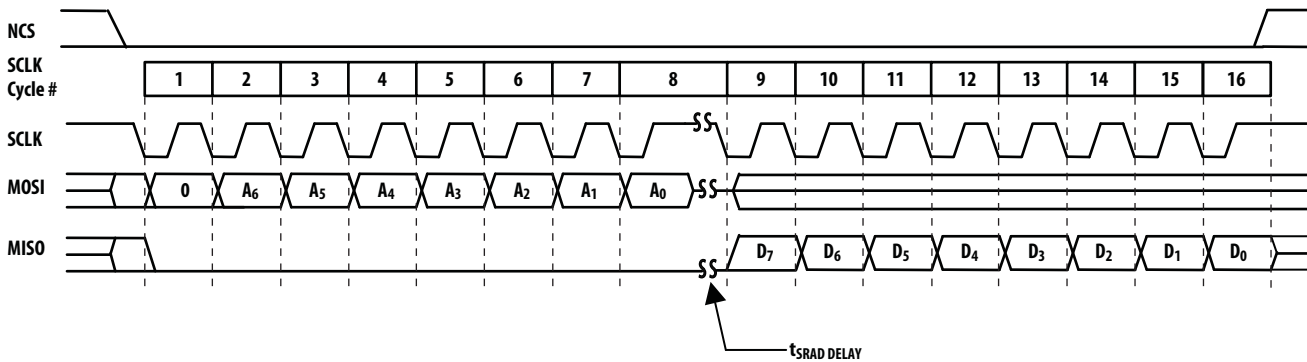 NCS
SCLK
Cycle #
1 2 3 4 5 6 7 8 9 10 11 12 13 14 15 16
SCLK
MOSI
0 A6 A5 A4 A3 A2 A1 A0
MISO
D7 D6 D5 D4 D3 D2 D1 D0
tSRAD DELAY